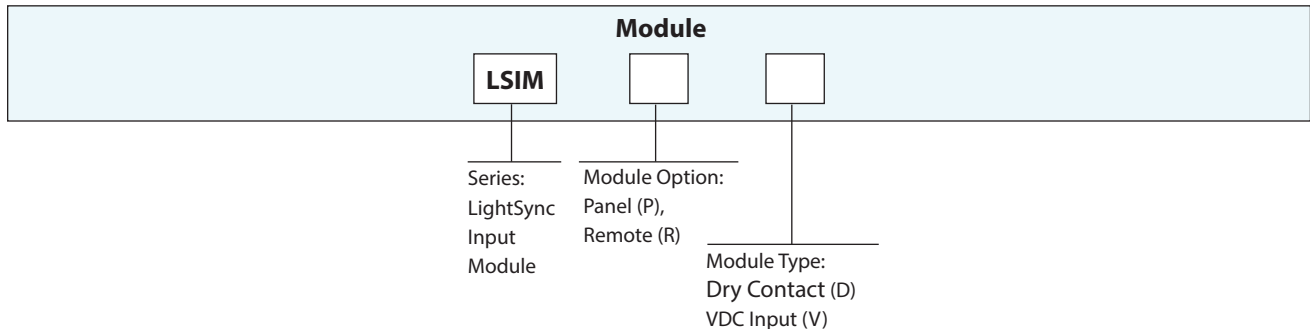 Module
LSIM
Series:
LightSync
Input
Module
Module Option:
Panel (P),
Remote (R)
Module Type:
Dry Contact (D)
VDC Input (V)